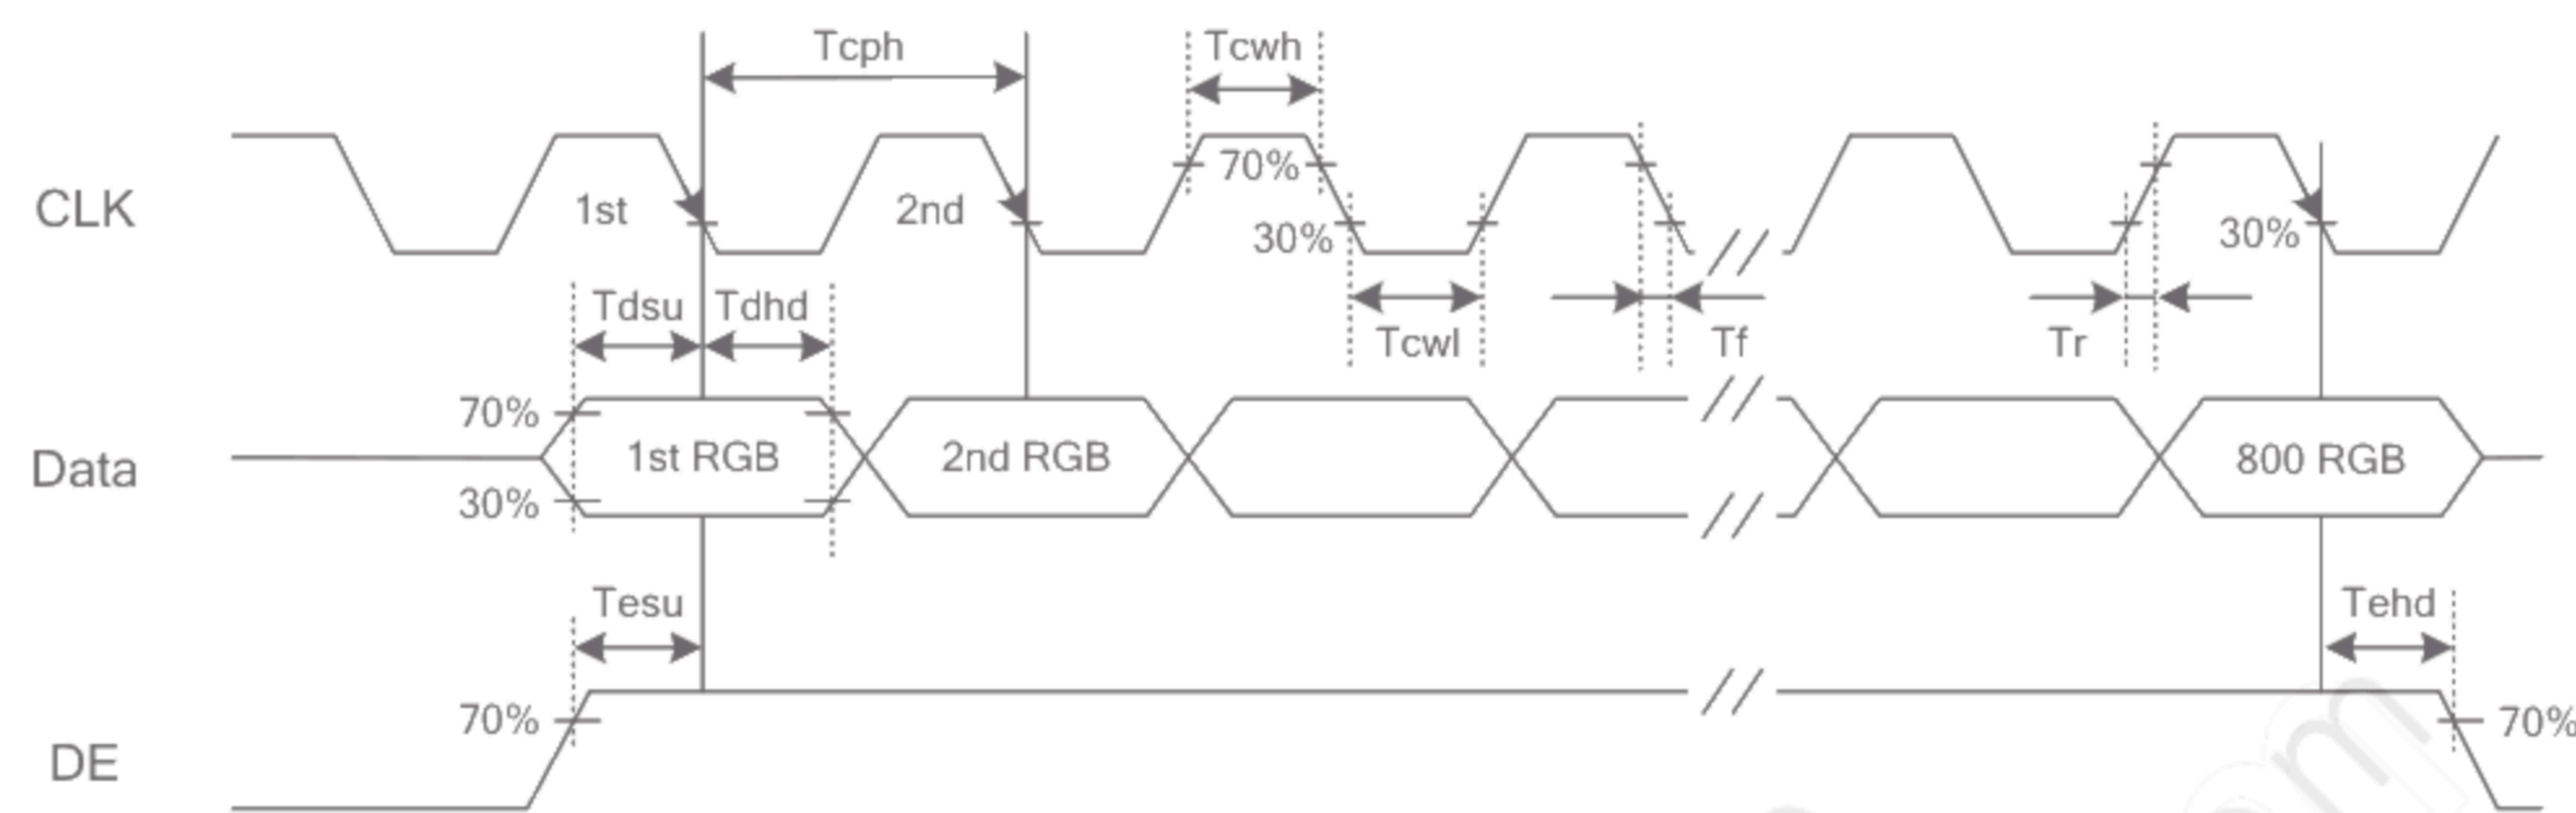 Tcph
Tcwh
CLK
1st
2nd
70%
30%
30%
Tdsu
Tdhd
Tcwl
Tf
Tr
70%
Data
1st RGB
2nd RGB
800 RGB
30%
Tesu
Tehd
70%
70%
DE
m